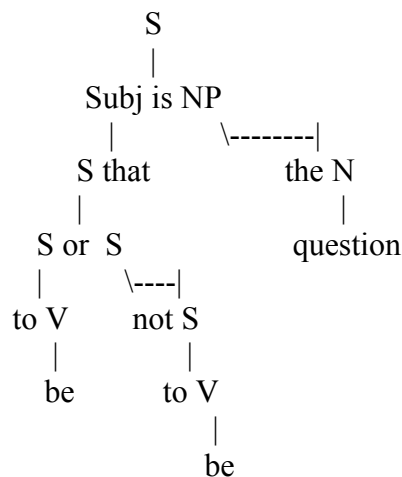 S
|
Subj is NP
| \--------|
S that the N
| |
S or S question
| \----|
to V not S
| |
be to V
|
be